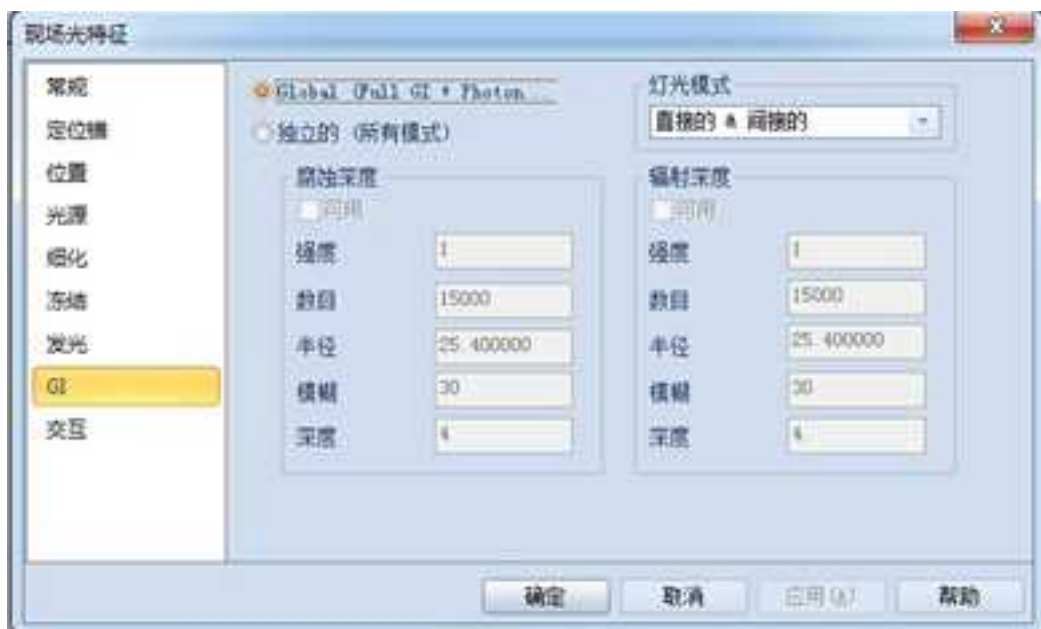 现场光特征
常规
定位锚
位置
光源
细化
冻结
发光
GI
交互
Global (Full GI + Photon...
独立的 (所有模式)
灯光模式
直接的 & 间接的
腐蚀深度
可用
强度
1
数目
15000
半径
25.400000
模糊
30
深度
4
辐射深度
可用
强度
1
数目
15000
半径
25.400000
模糊
30
深度
4
确定
取消
应用(A)
帮助